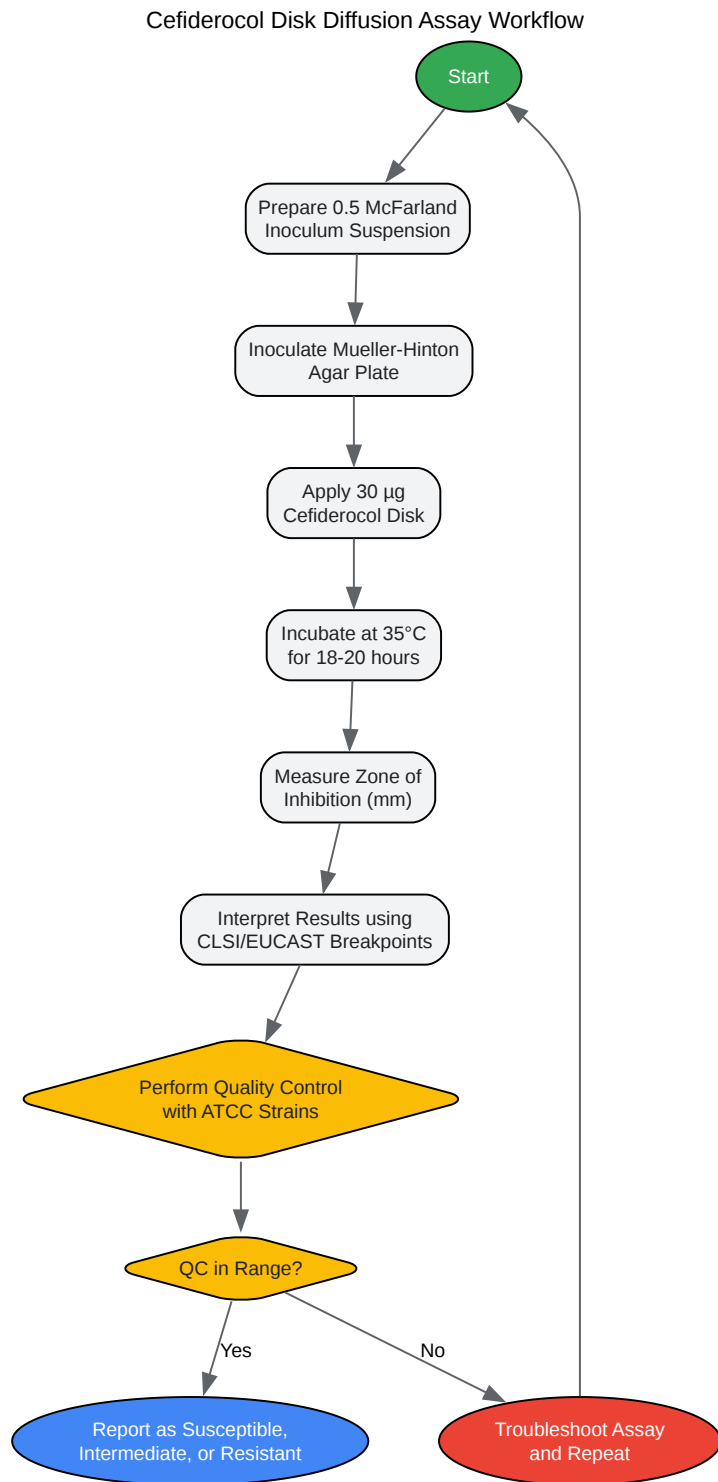 Cefiderocol Disk Diffusion Assay Workflow
Start
Prepare 0.5 McFarland
Inoculum Suspension
Inoculate Mueller-Hinton
Agar Plate
Apply 30 µg
Cefiderocol Disk
Incubate at 35°C
for 18-20 hours
Measure Zone of
Inhibition (mm)
Interpret Results using
CLSI/EUCAST Breakpoints
Perform Quality Control
with ATCC Strains
QC in Range?
Yes
No
Report as Susceptible,
Intermediate, or Resistant
Troubleshoot Assay
and Repeat